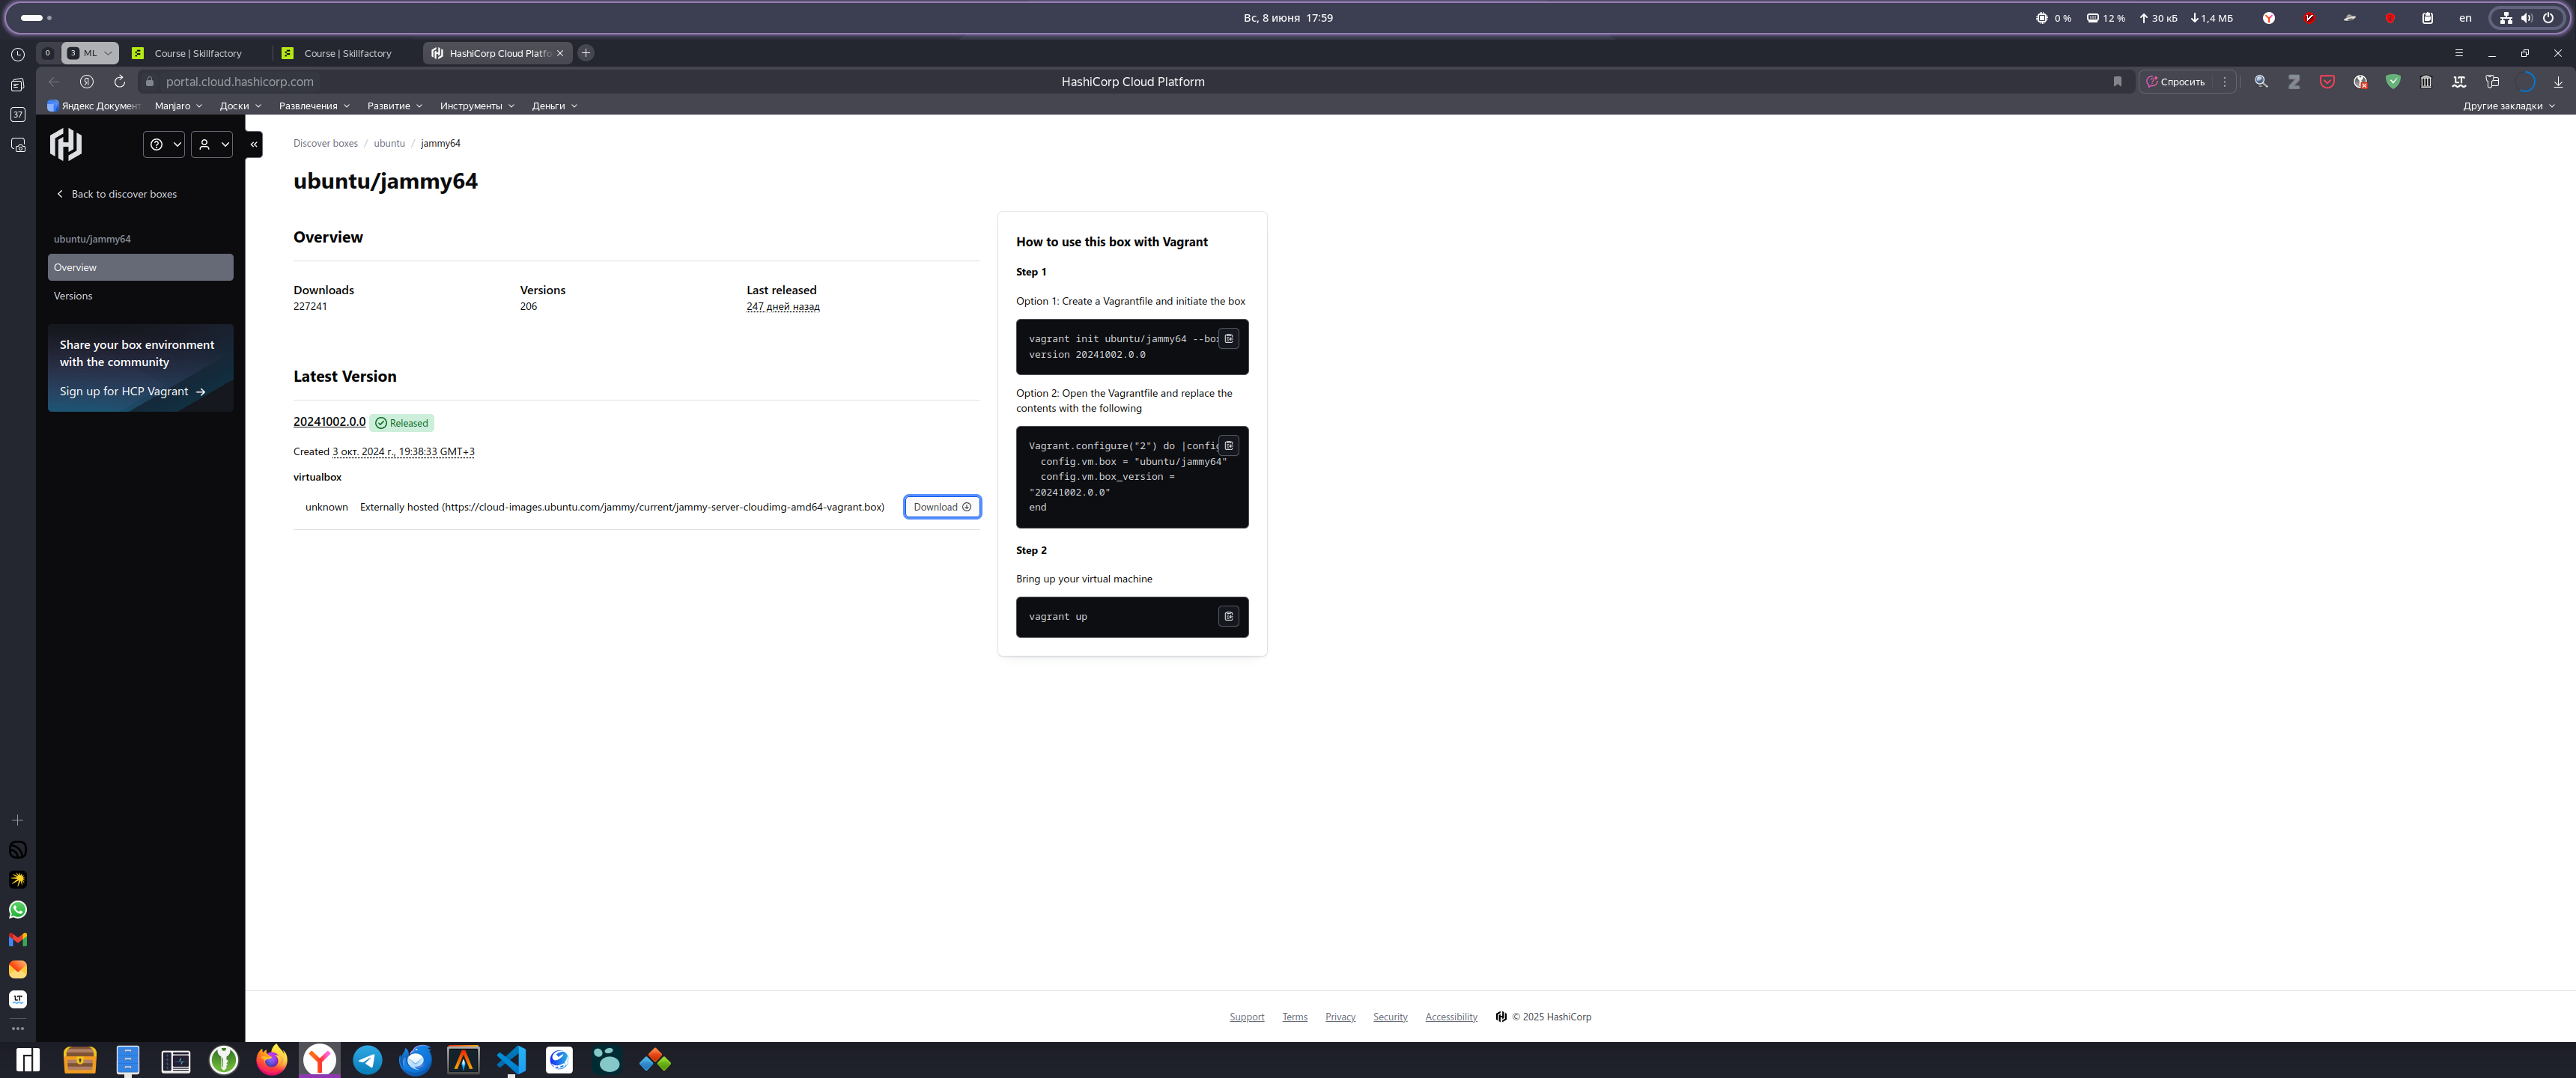 Вс, 8 июня 17:59
0 %
12 %
30 кБ
1,4 МБ
en
0
3 ML
Course | Skillfactory
Course | Skillfactory
HashiCorp Cloud Platfo
portal.cloud.hashicorp.com
HashiCorp Cloud Platform
Спросить
Яндекс Документ
Manjaro
Доски
Развлечения
Развитие
Инструменты
Деньги
Другие закладки
37
Back to discover boxes
ubuntu/jammy64
Overview
Versions
Share your box environment
with the community
Sign up for HCP Vagrant →
Discover boxes / ubuntu / jammy64
ubuntu/jammy64
Overview
Downloads
227241
Versions
206
Last released
247 дней назад
Latest Version
20241002.0.0 Released
Created 3 окт. 2024 г., 19:38:33 GMT+3
virtualbox
unknown Externally hosted (https://cloud-images.ubuntu.com/jammy/current/jammy-server-cloudimg-amd64-vagrant.box) Download
How to use this box with Vagrant
Step 1
Option 1: Create a Vagrantfile and initiate the box
vagrant init ubuntu/jammy64 --box
version 20241002.0.0
Option 2: Open the Vagrantfile and replace the
contents with the following
Vagrant.configure("2") do |config
config.vm.box = "ubuntu/jammy64"
config.vm.box_version =
"20241002.0.0"
end
Step 2
Bring up your virtual machine
vagrant up
Support
Terms
Privacy
Security
Accessibility
© 2025 HashiCorp